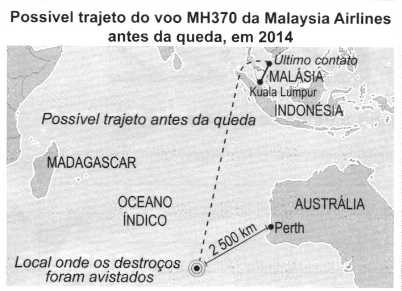 Possível trajeto do voo MH370 da Malaysia Airlines
antes da queda, em 2014
Último contato
MALÁSIA
Kuala Lumpur
INDONÉSIA
Possível trajeto antes da queda
MADAGASCAR
OCEANO
ÍNDICO
AUSTRÁLIA
Perth
2 500 km
Local onde os destroços
foram avistados